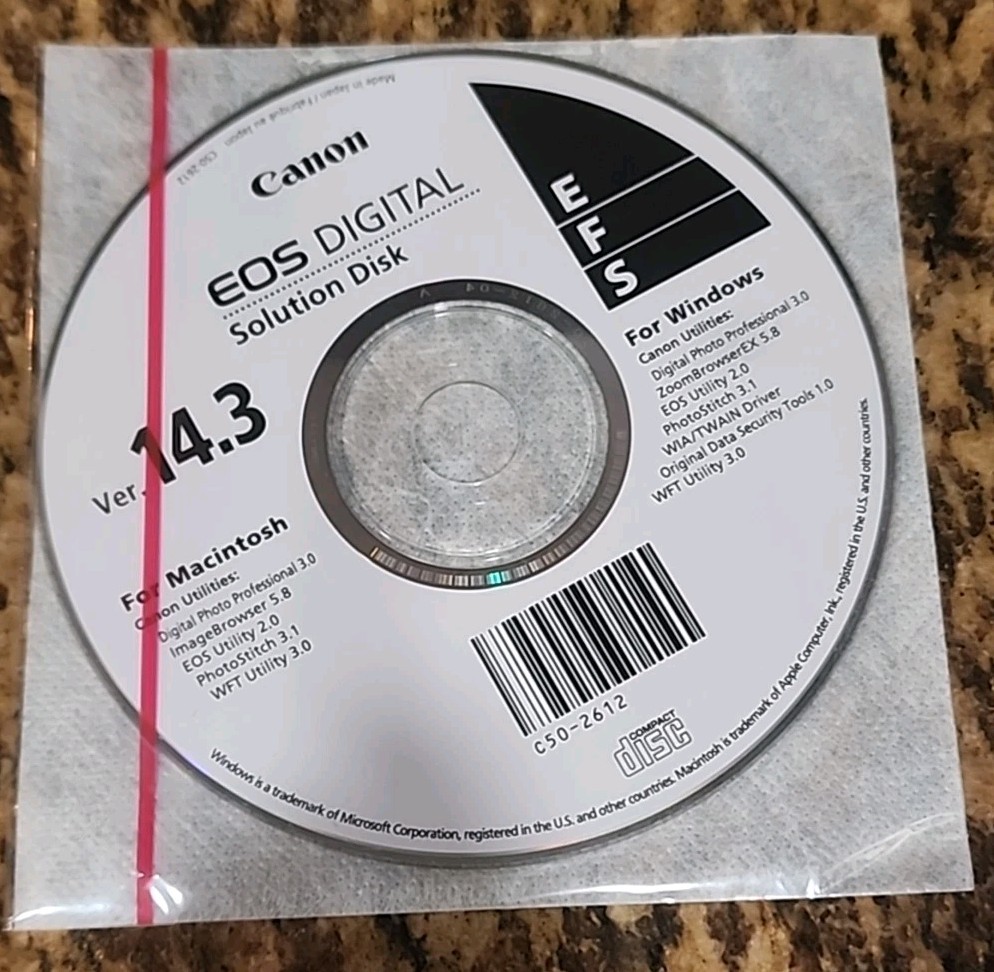 C50-2612
Made in Japan / Fabriqué au Japon
Canon
EOS DIGITAL
Solution Disk
Ver. 14.3
E
F
S
For Windows
Canon Utilities:
Digital Photo Professional 3.0
ZoomBrowserEX 5.8
EOS Utility 2.0
PhotoStitch 3.1
WIA/TWAIN Driver
Original Data Security Tools 1.0
WFT Utility 3.0
For Macintosh
Canon Utilities:
Digital Photo Professional 3.0
ImageBrowser 5.8
EOS Utility 2.0
PhotoStitch 3.1
WFT Utility 3.0
C50-2612
COMPACT
disc
Windows is a trademark of Microsoft Corporation, registered in the U.S. and other countries. Macintosh is trademark of Apple Computer, Ink., registered in the U.S. and other countries.